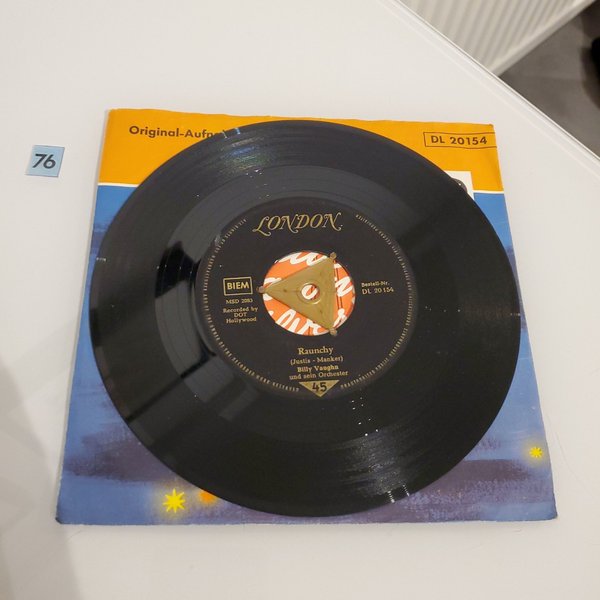 Original-Aufn
DL 20154
76
LONDON
BIEM
MSD 2083
Recorded by
DOT
Hollywood
Bestell-Nr.
DL 20 154
Raunchy
(Justis - Manker)
Billy Vaughn
und sein Orchester
45